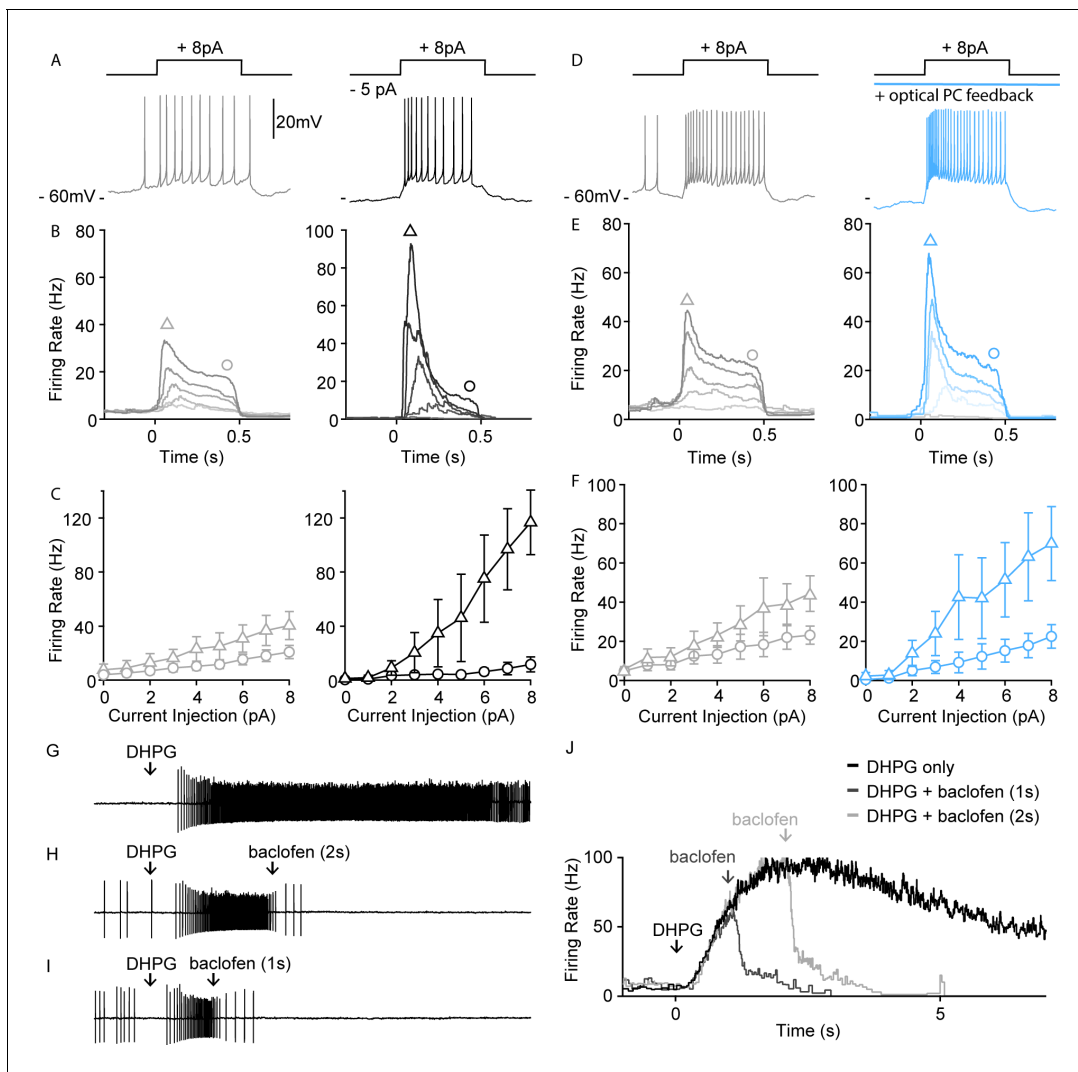 A
+ 8pA
+ 8pA
- 5 pA
20mV
- 60mV
-
D
+ 8pA
+ 8pA
+ optical PC feedback
- 60mV
-
B
Firing Rate (Hz)
80
60
40
20
0
0
0.5
Time (s)
100
80
60
40
20
0
0
0.5
Time (s)
E
Firing Rate (Hz)
80
60
40
20
0
0
0.5
Time (s)
80
60
40
20
0
0
0.5
Time (s)
C
Firing Rate (Hz)
120
80
40
0
0 2 4 6 8
Current Injection (pA)
120
80
40
0
0 2 4 6 8
Current Injection (pA)
F
Firing Rate (Hz)
100
80
60
40
20
0
0 2 4 6 8
Current Injection (pA)
100
80
60
40
20
0
0 2 4 6 8
Current Injection (pA)
G
DHPG
H
DHPG
baclofen (2s)
I
DHPG
baclofen (1s)
J
DHPG only
DHPG + baclofen (1s)
DHPG + baclofen (2s)
baclofen
baclofen
DHPG
Firing Rate (Hz)
100
50
0
0
5
Time (s)